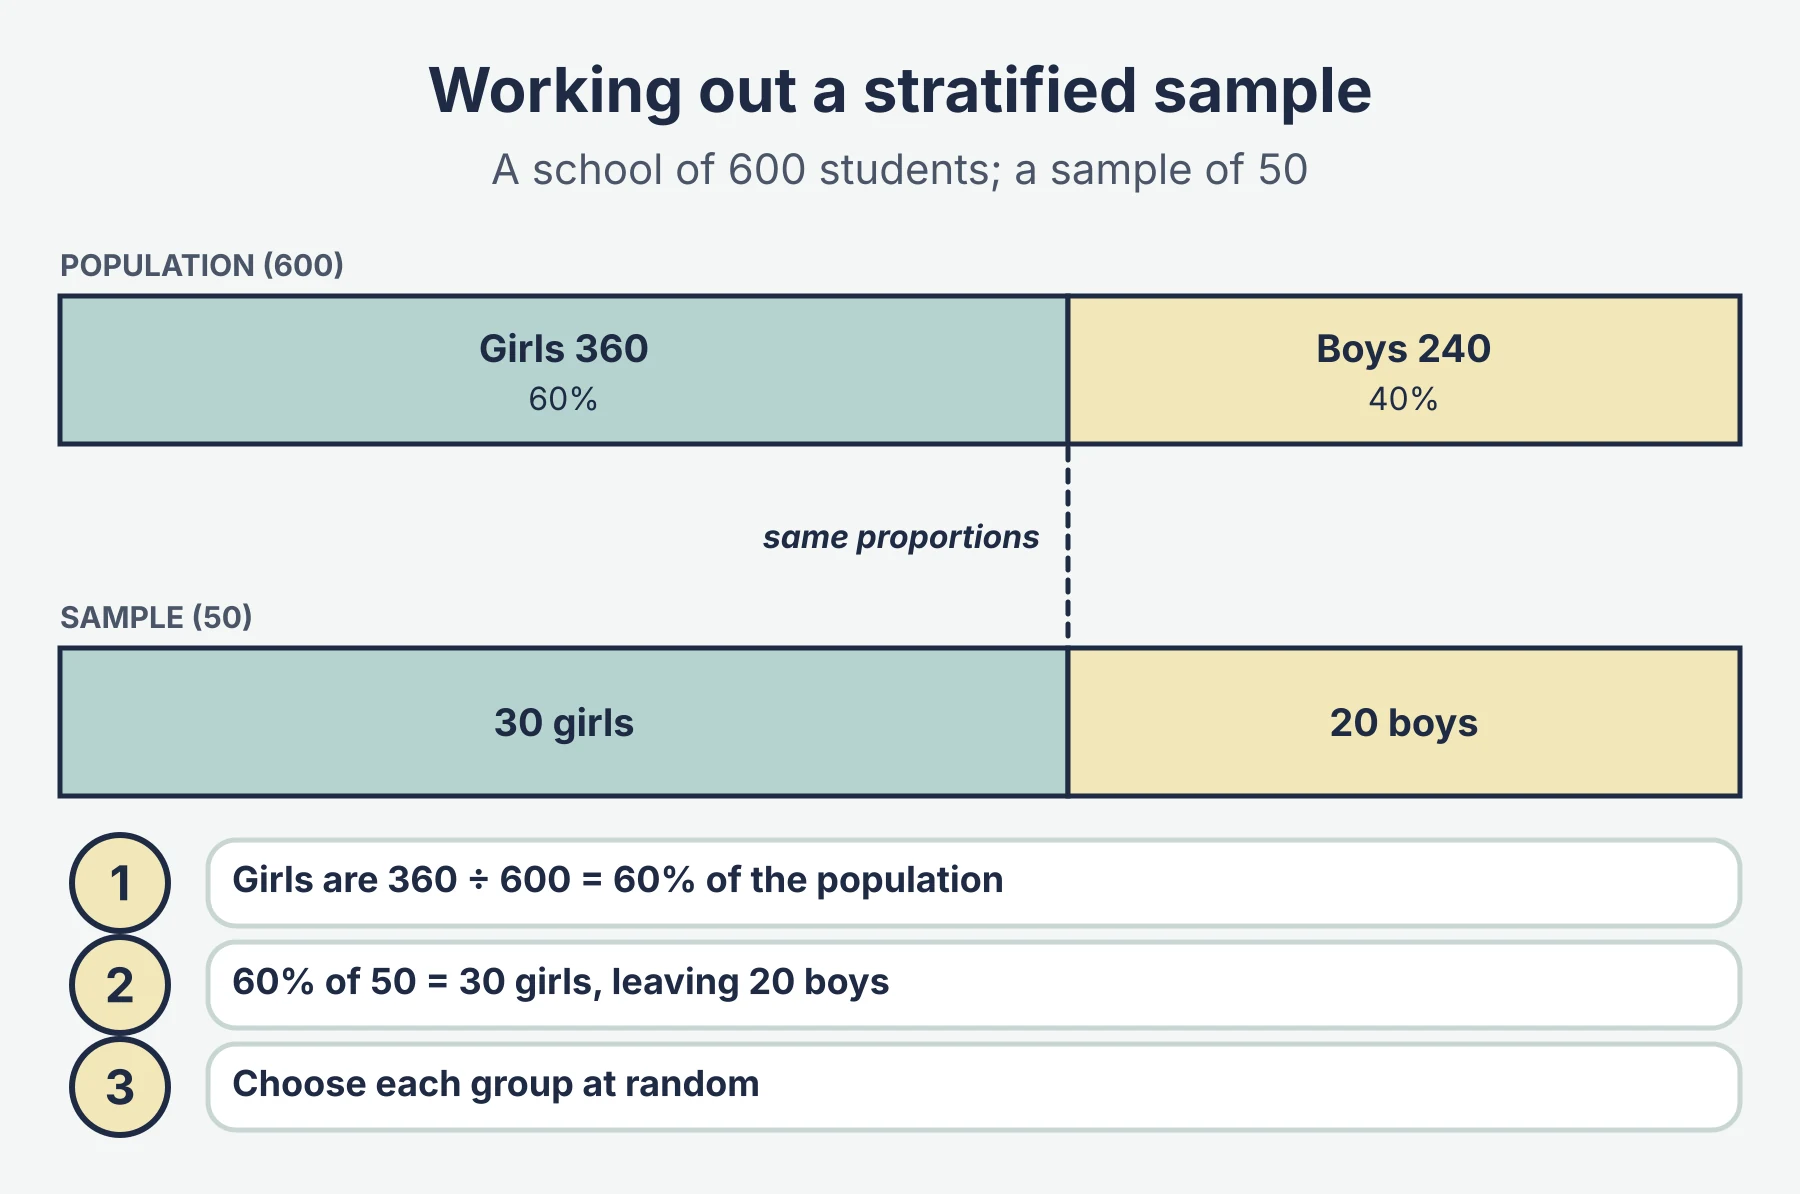 Working out a stratified sample
A school of 600 students; a sample of 50
POPULATION (600)
Girls 360
60%
Boys 240
40%
same proportions
SAMPLE (50)
30 girls
20 boys
1
Girls are 360 ÷ 600 = 60% of the population
2
60% of 50 = 30 girls, leaving 20 boys
3
Choose each group at random